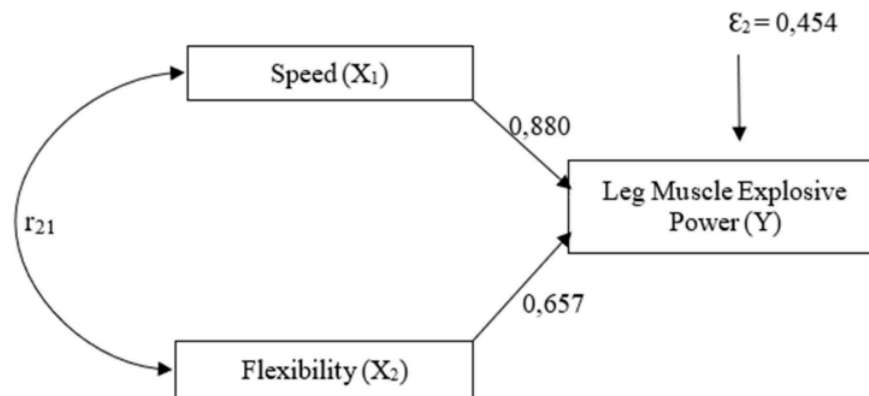 Ɛ₂ = 0,454
Speed (X₁)
0,880
Leg Muscle Explosive
Power (Y)
r₂₁
0,657
Flexibility (X₂)